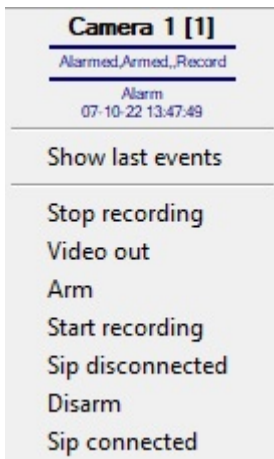 Camera 1 [1]
Alarmed,Armed,,Record
Alarm
07-10-22 13:47:49
Show last events
Stop recording
Video out
Arm
Start recording
Sip disconnected
Disarm
Sip connected